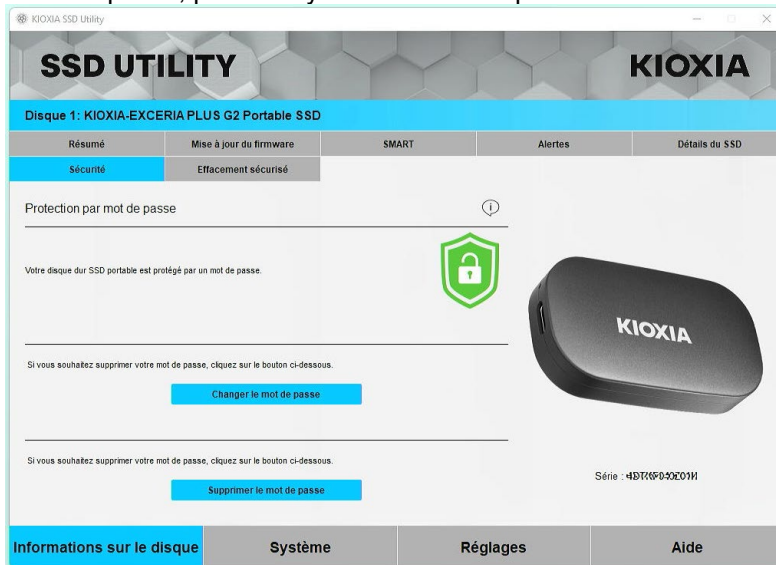 KIOXIA SSD Utility
SSD UTILITY
KIOXIA
Disque 1: KIOXIA-EXCERIA PLUS G2 Portable SSD
Résumé
Mise à jour du firmware
SMART
Alertes
Détails du SSD
Sécurité
Effacement sécurisé
Protection par mot de passe
Votre disque dur SSD portable est protégé par un mot de passe.
KIOXIA
Si vous souhaitez supprimer votre mot de passe, cliquez sur le bouton ci-dessous.
Changer le mot de passe
Si vous souhaitez supprimer votre mot de passe, cliquez sur le bouton ci-dessous.
Série :
Supprimer le mot de passe
Informations sur le disque
Système
Réglages
Aide